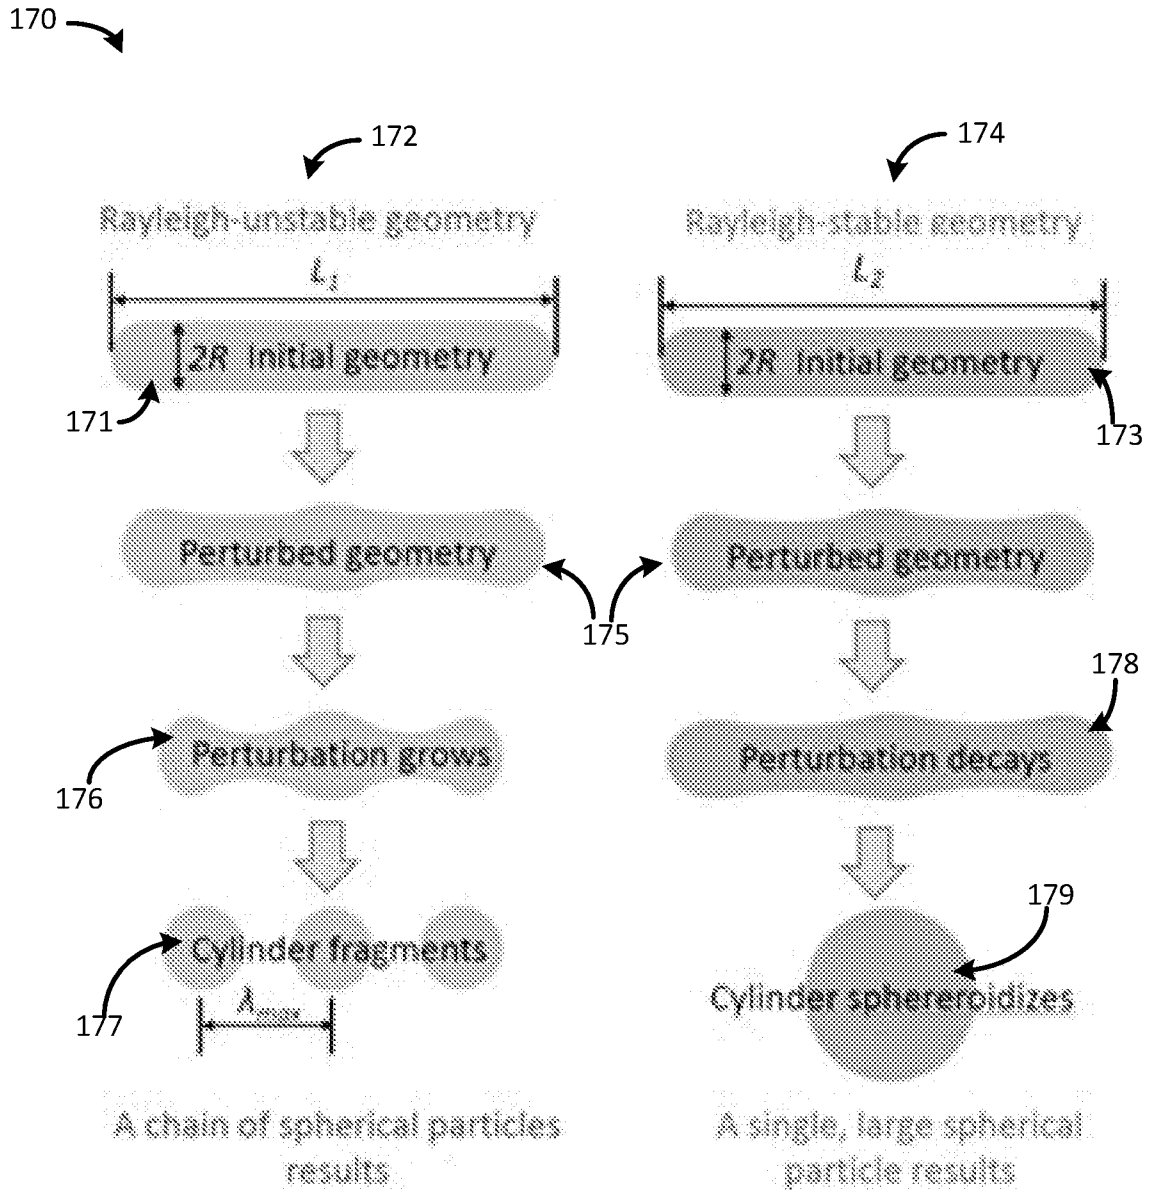 170
172
174
Rayleigh-unstable geometry
Rayleigh-stable geometry
L₁
L₂
2R Initial geometry
2R Initial geometry
171
173
Perturbed geometry
Perturbed geometry
175
178
Perturbation grows
Perturbation decays
176
179
Cylinder fragments
177
λmax
Cylinder sphereroidizes
A chain of spherical particles
results
A single, large spherical
particle results